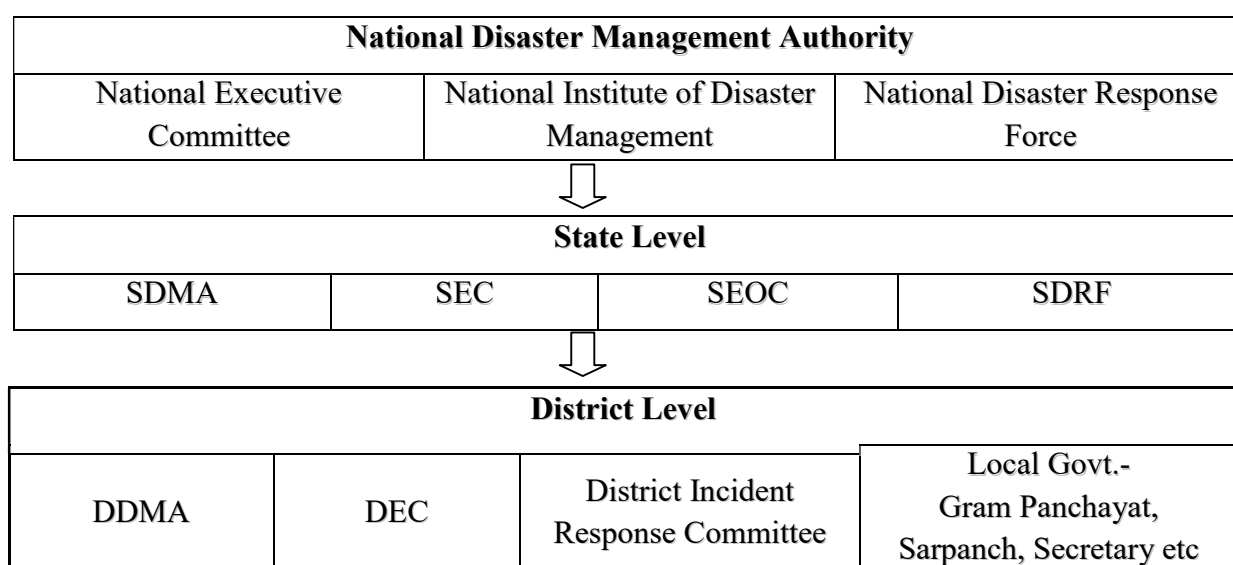 National Disaster Management Authority
National Executive
Committee
National Institute of Disaster
Management
National Disaster Response
Force
State Level
SDMA
SEC
SEOC
SDRF
District Level
DDMA
DEC
District Incident
Response Committee
Local Govt.-
Gram Panchayat,
Sarpanch, Secretary etc